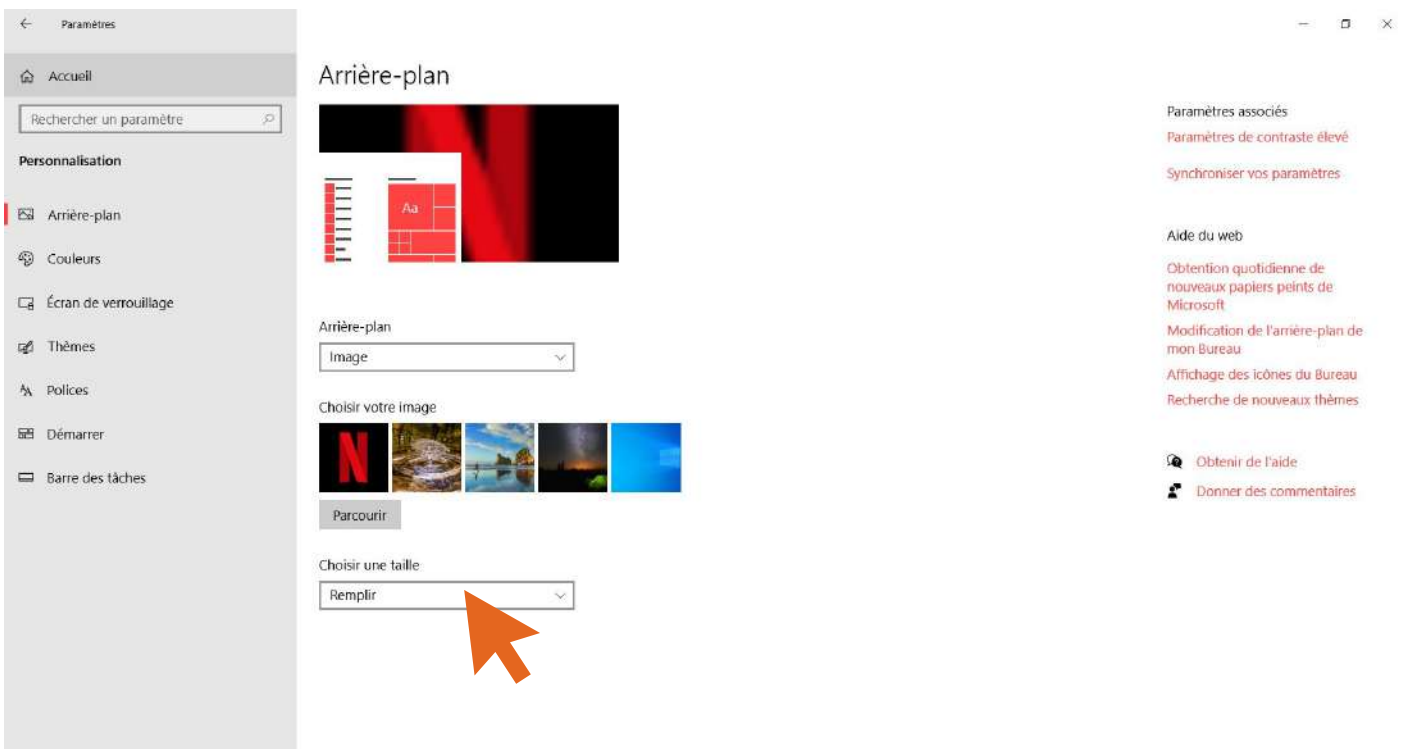 Paramètres
Accueil
Rechercher un paramètre
Personnalisation
Arrière-plan
Couleurs
Écran de verrouillage
Thèmes
Polices
Démarrer
Barre des tâches
Arrière-plan
Aa
Arrière-plan
Image
Choisir votre image
N
Parcourir
Choisir une taille
Remplir
Paramètres associés
Paramètres de contraste élevé
Synchroniser vos paramètres
Aide du web
Obtention quotidienne de
nouveaux papiers peints de
Microsoft
Modification de l'arrière-plan de
mon Bureau
Affichage des icônes du Bureau
Recherche de nouveaux thèmes
Obtenir de l'aide
Donner des commentaires